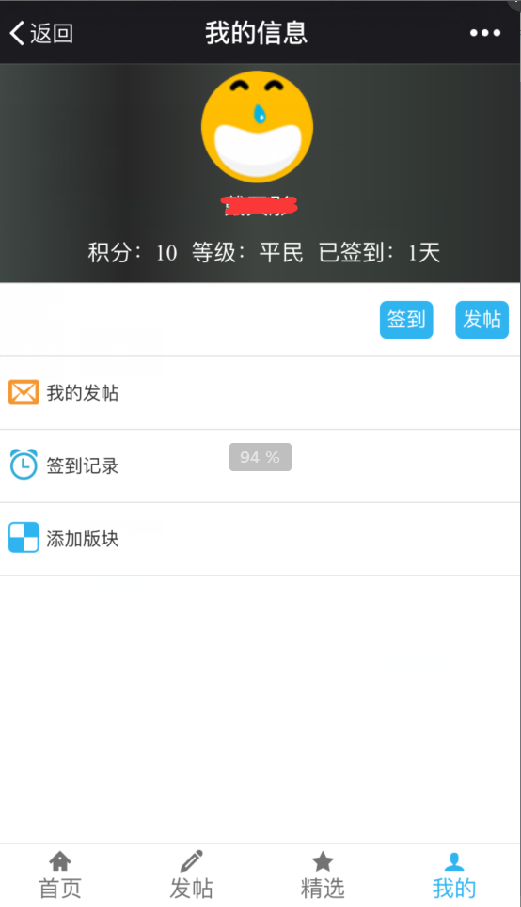 返回 我的信息
积分：10 等级：平民 已签到：1天
签到 发帖
我的发帖
签到记录
94 %
添加版块
首页 发帖 精选 我的